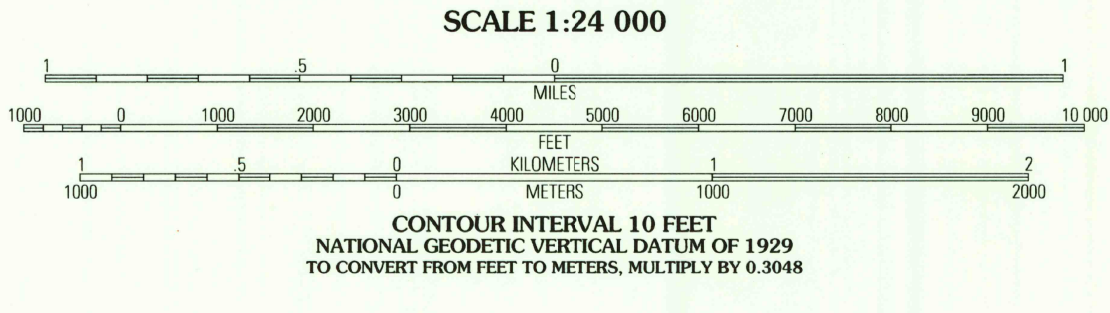 SCALE 1:24 000
1 .5 0 1
MILES
1000 0 1000 2000 3000 4000 5000 6000 7000 8000 9000 10 000
FEET
1 .5 0 KILOMETERS 1 2
1000 0 METERS 1000 2000
CONTOUR INTERVAL 10 FEET
NATIONAL GEODETIC VERTICAL DATUM OF 1929
TO CONVERT FROM FEET TO METERS, MULTIPLY BY 0.3048